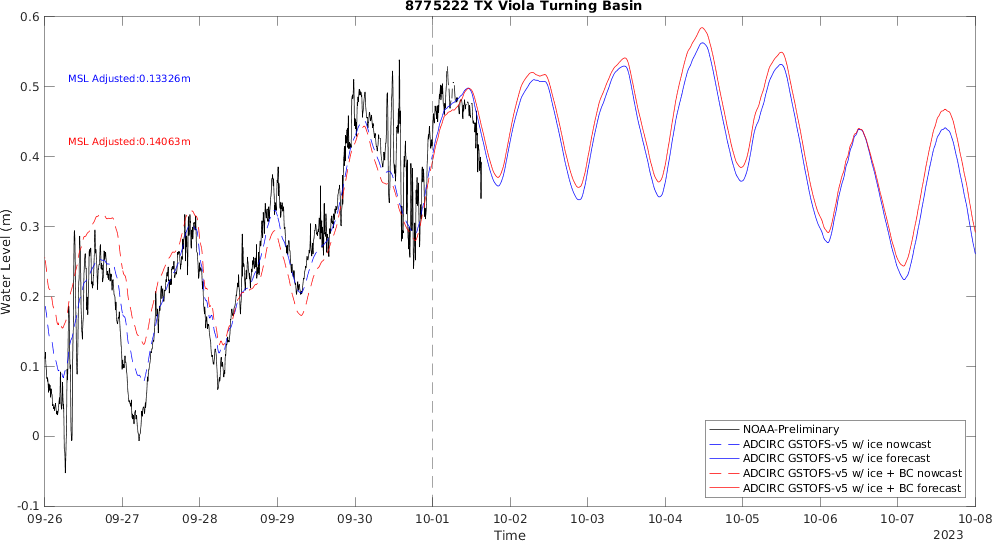 8775222 TX Viola Turning Basin
0.6
0.5
0.4
0.3
0.2
0.1
0
-0.1
Water Level (m)
MSL Adjusted:0.13326m
MSL Adjusted:0.14063m
NOAA-Preliminary
ADCIRC GSTOFS-v5 w/ ice nowcast
ADCIRC GSTOFS-v5 w/ ice forecast
ADCIRC GSTOFS-v5 w/ ice + BC nowcast
ADCIRC GSTOFS-v5 w/ ice + BC forecast
09-26 09-27 09-28 09-29 09-30 10-01 10-02 10-03 10-04 10-05 10-06 10-07 10-08
Time
2023